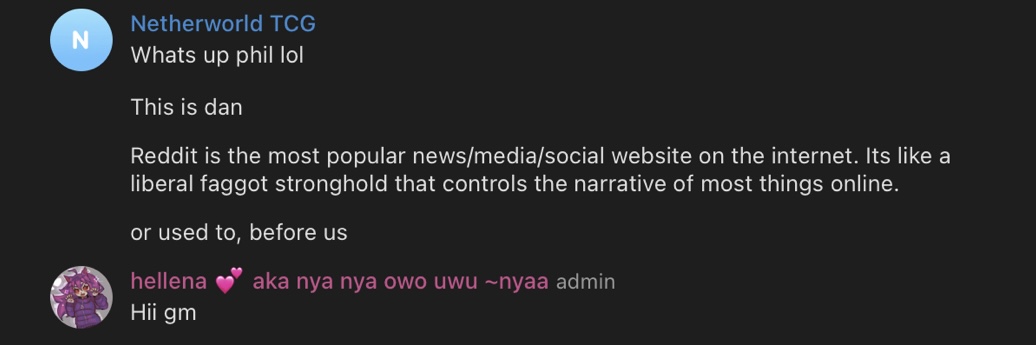 N
Netherworld TCG
Whats up phil lol
This is dan
Reddit is the most popular news/media/social website on the internet. Its like a
liberal faggot stronghold that controls the narrative of most things online.
or used to, before us
hellena 💕 aka nya nya owo uwu ~nyaa admin
Hii gm